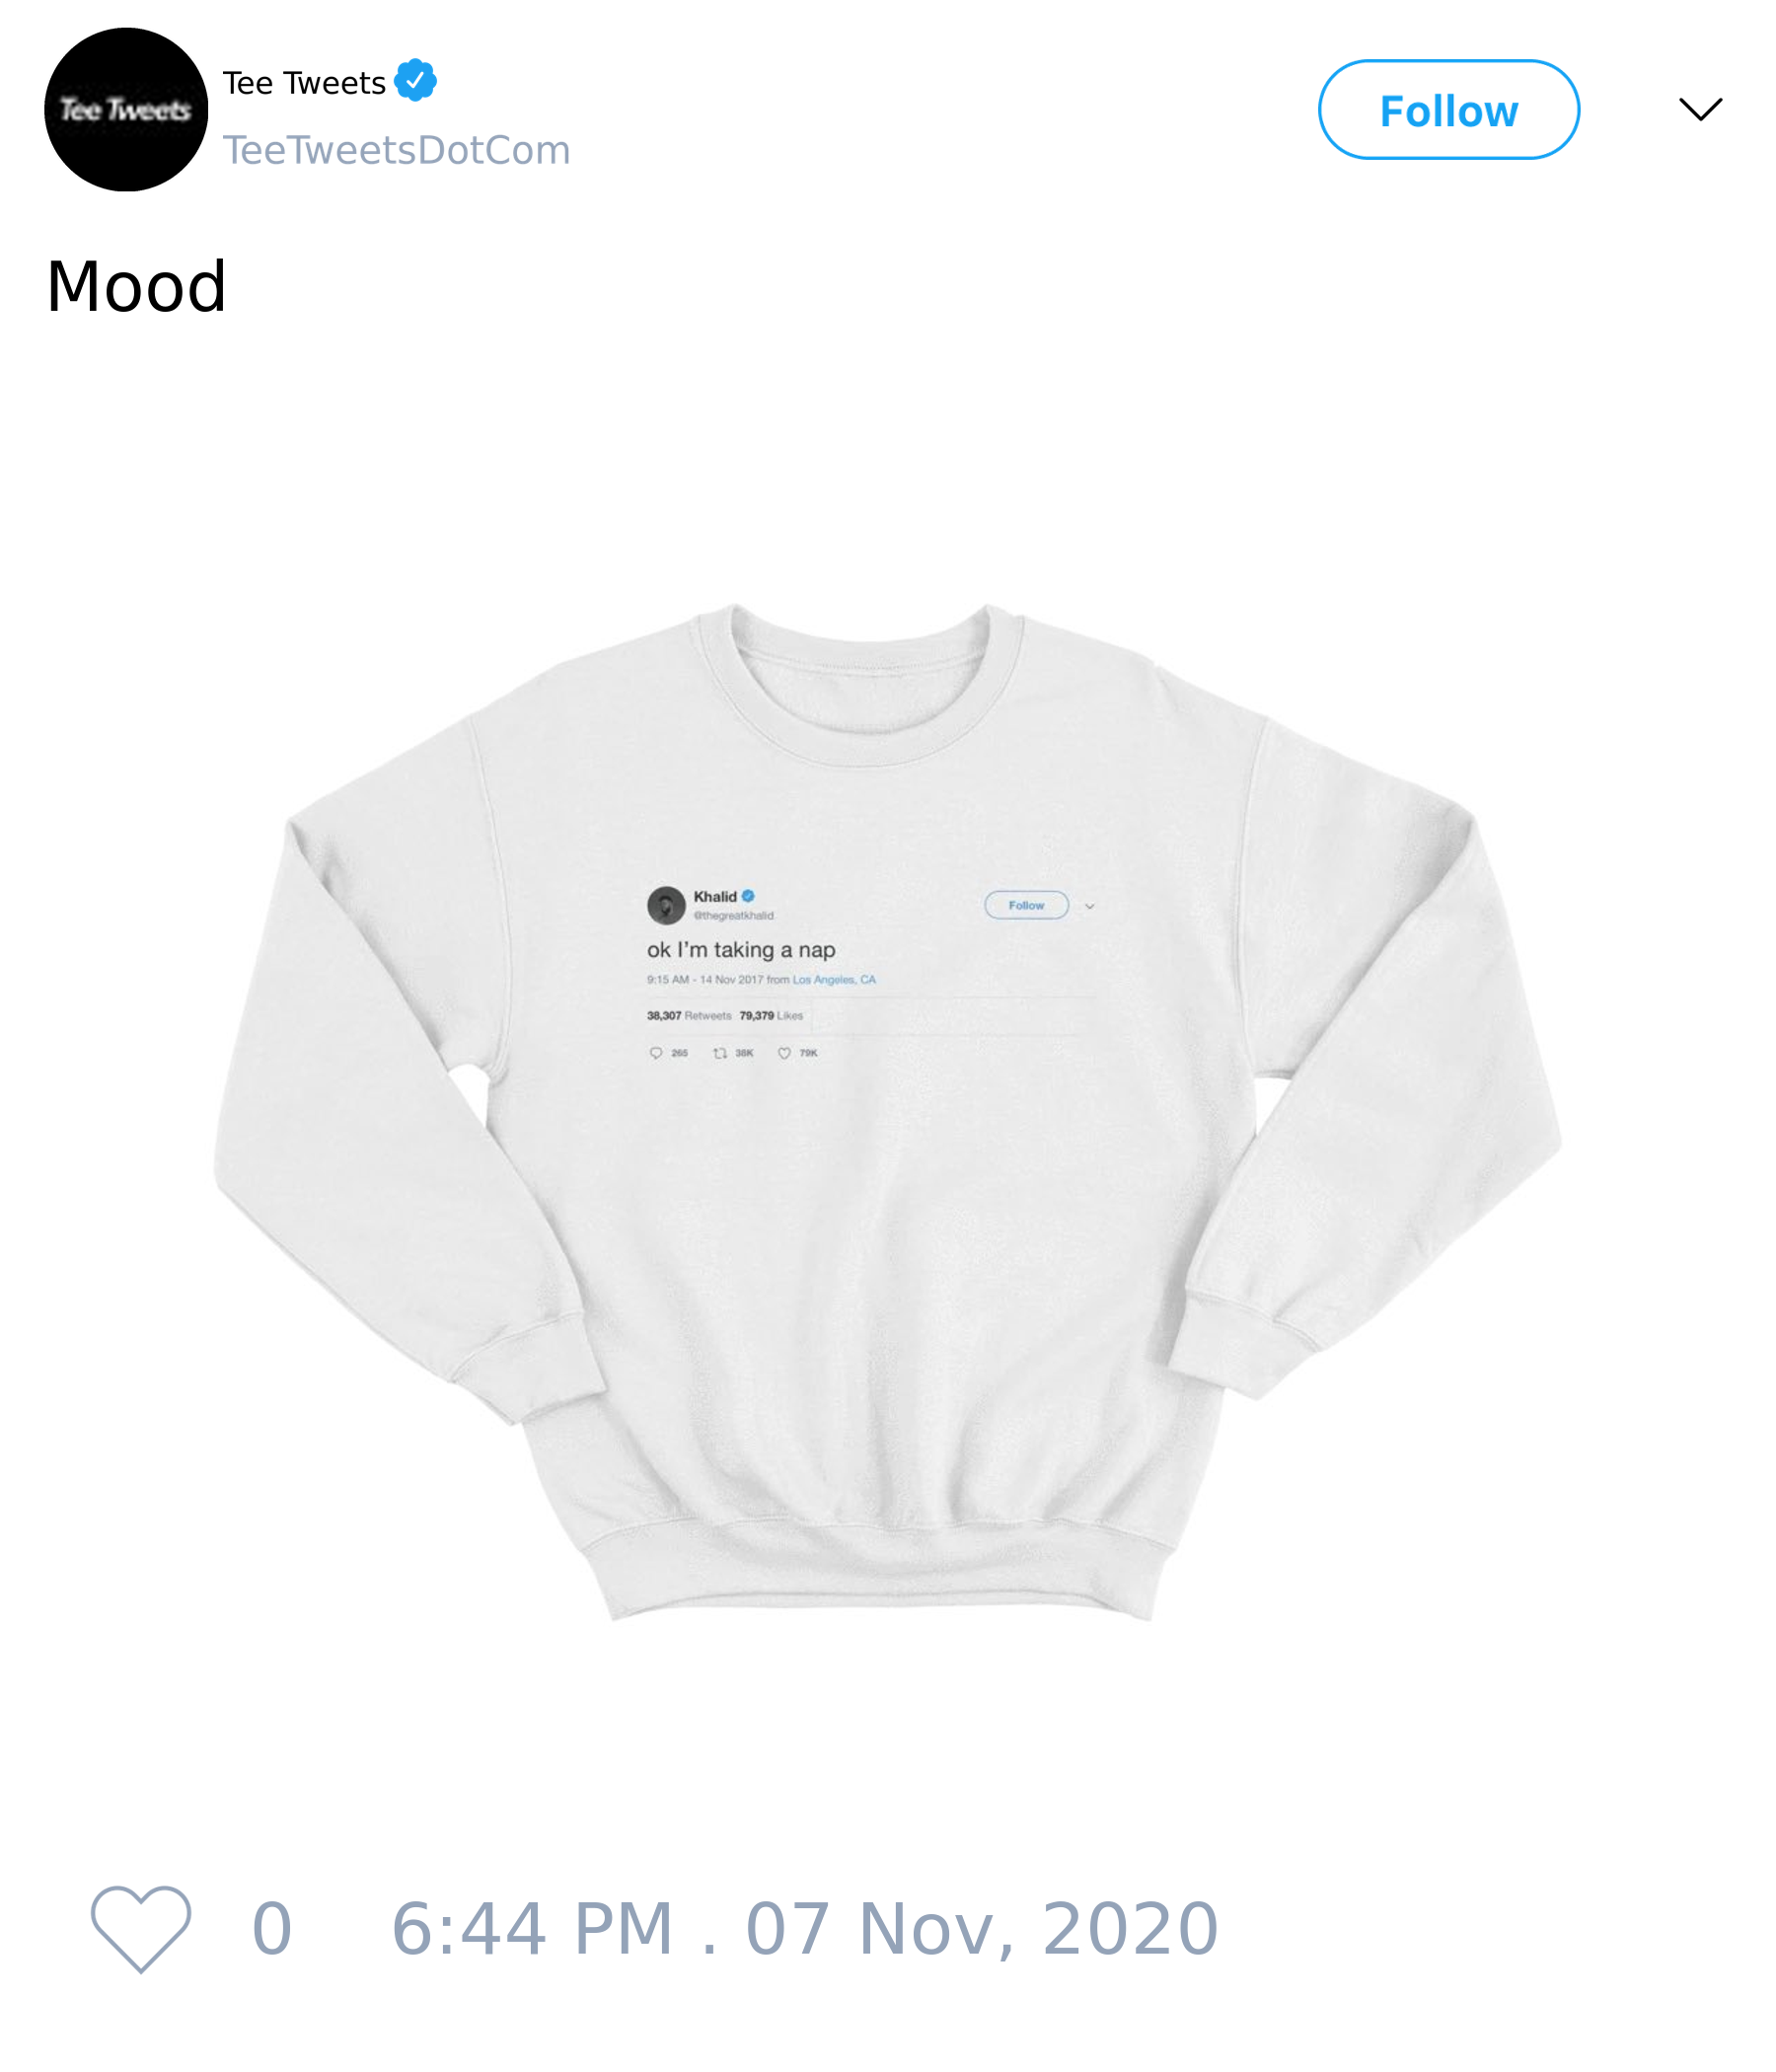 Tee Tweets
Tee Tweets
TeeTweetsDotCom
Follow
Mood
Khalid
@thegreatkhalid
Follow
ok I'm taking a nap
9:15 AM - 14 Nov 2017 from Los Angeles, CA
38,307 Retweets 79,379 Likes
265 38K 79K
0 6:44 PM . 07 Nov, 2020